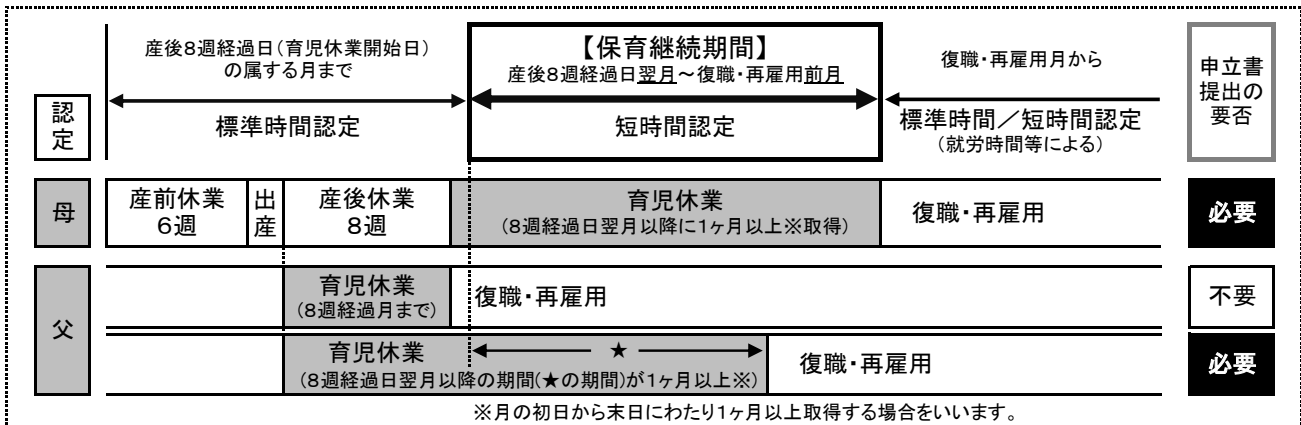 産後８週経過日（育児休業開始日）
の属する月まで
【保育継続期間】
産後８週経過日翌月～復職・再雇用前月
復職・再雇用月から
申立書
提出の
要否
認
定
標準時間認定
短時間認定
標準時間／短時間認定
（就労時間等による）
母
産前休業
６週
出
産
産後休業
８週
育児休業
（８週経過日翌月以降に１ヶ月以上※取得）
復職・再雇用
必要
父
育児休業
（８週経過月まで）
復職・再雇用
不要
育児休業
★
（８週経過日翌月以降の期間（★の期間）が１ヶ月以上※）
復職・再雇用
必要
※月の初日から末日にわたり１ヶ月以上取得する場合をいいます。